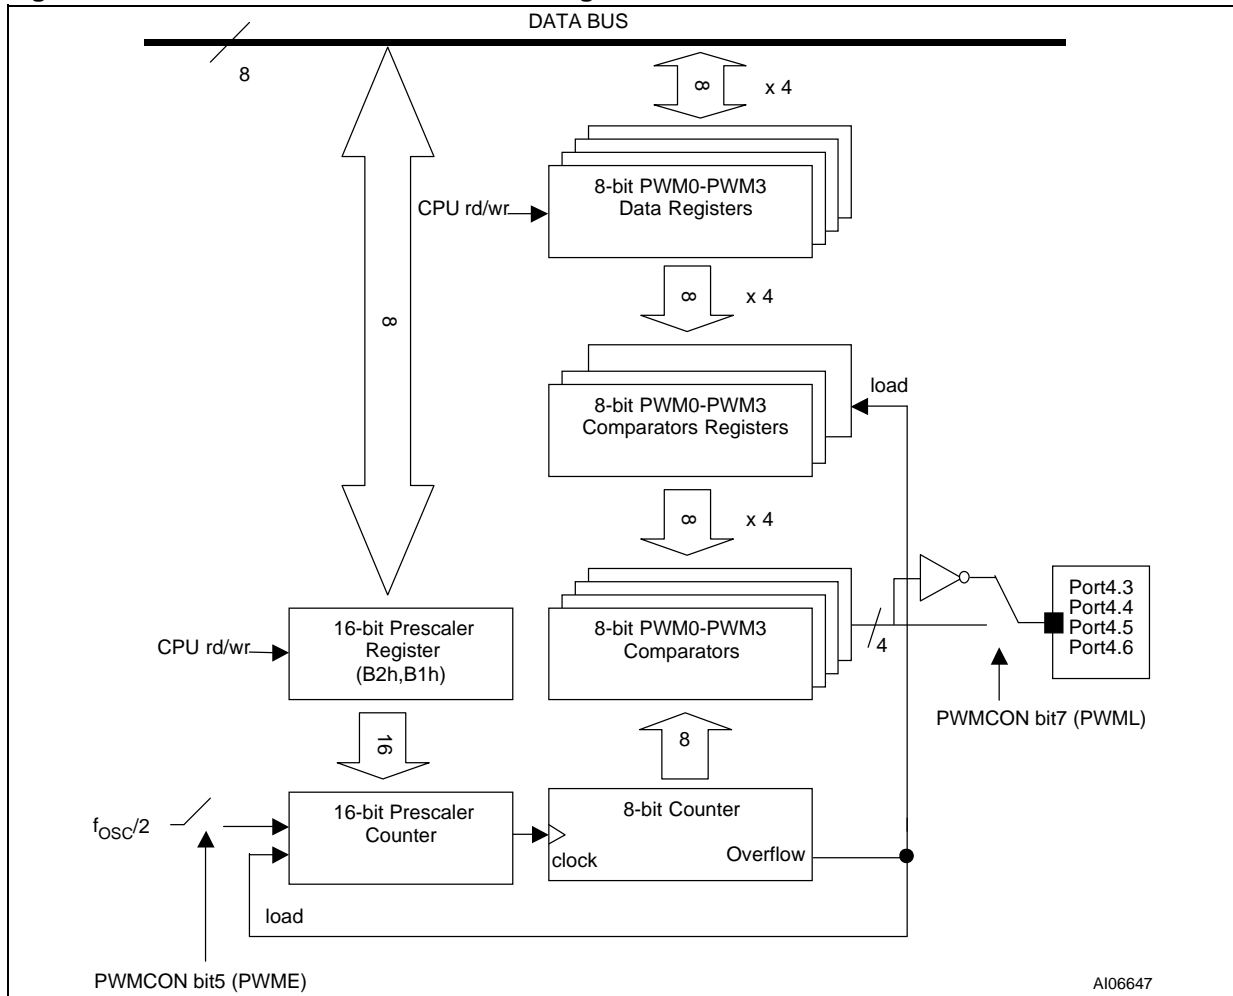 DATA BUS
8
8
x 4
8-bit PWM0-PWM3
Data Registers
CPU rd/wr
8
x 4
8
load
8-bit PWM0-PWM3
Comparators Registers
8
x 4
Port4.3
Port4.4
Port4.5
Port4.6
16-bit Prescaler
Register
(B2h,B1h)
8-bit PWM0-PWM3
Comparators
4
CPU rd/wr
PWMCON bit7 (PWML)
16
8
16-bit Prescaler
Counter
8-bit Counter
fOSC/2
clock
Overflow
load
PWMCON bit5 (PWME)
AI06647